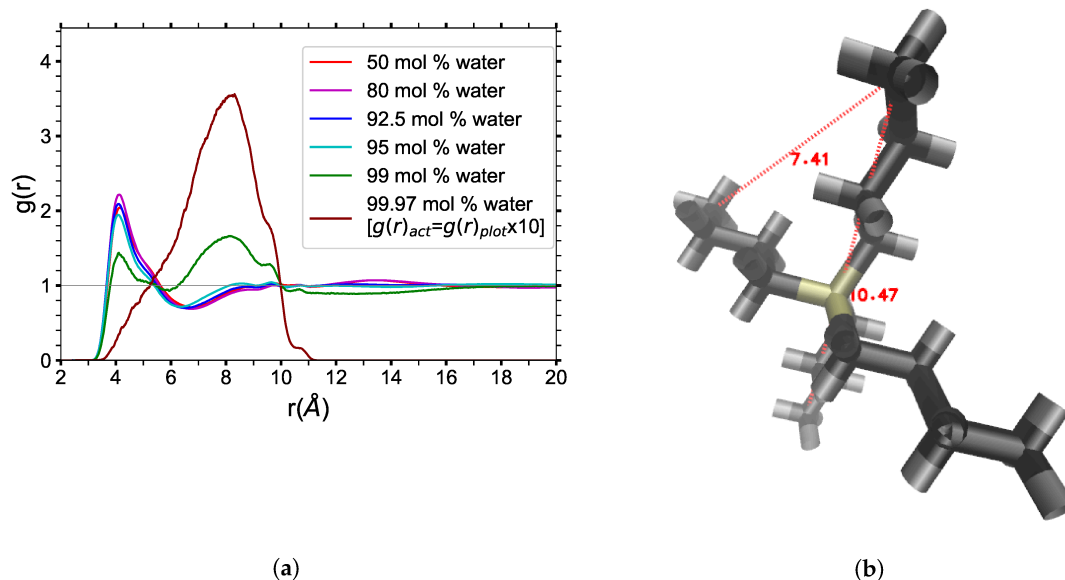 4
3
2
1
0
g(r)
2
4
6
8
10
12
14
16
18
20
r(Å)
50 mol % water
80 mol % water
92.5 mol % water
95 mol % water
99 mol % water
99.97 mol % water
[g(r)act=g(r)plotx10]
7.41
10.47
(a)
(b)